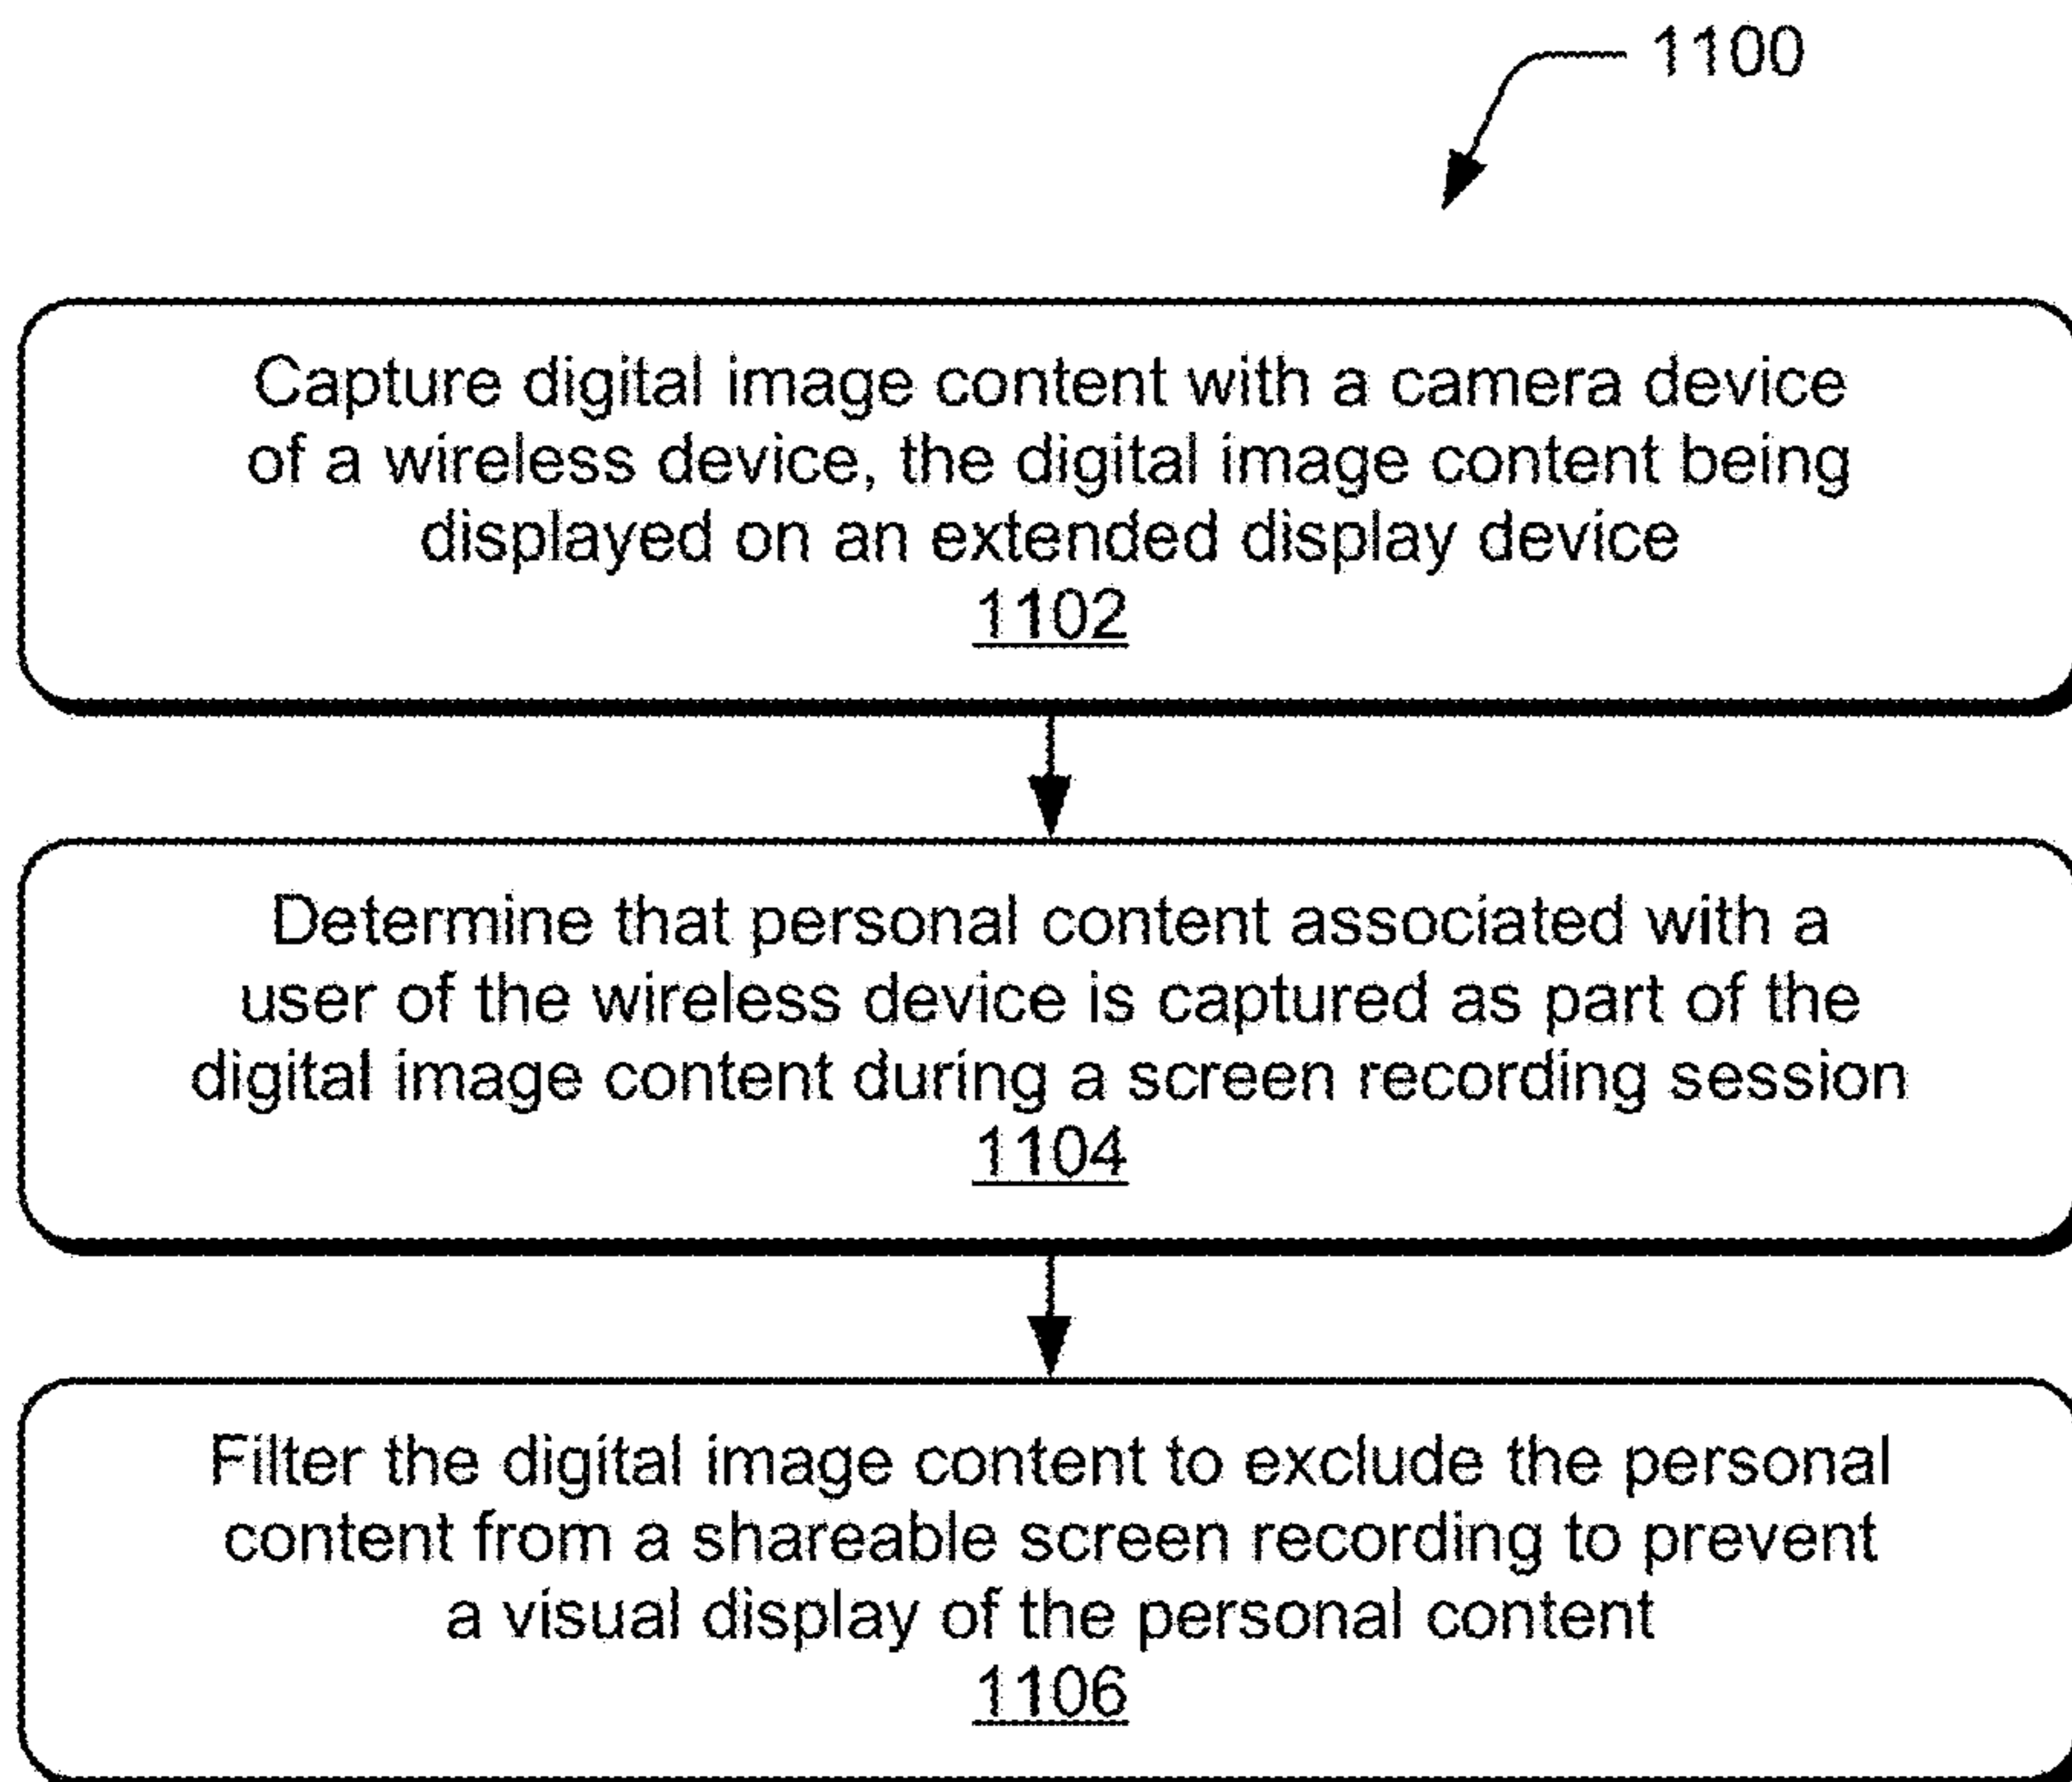 1100
Capture digital image content with a camera device
of a wireless device, the digital image content being
displayed on an extended display device
1102
Determine that personal content associated with a
user of the wireless device is captured as part of the
digital image content during a screen recording session
1104
Filter the digital image content to exclude the personal
content from a shareable screen recording to prevent
a visual display of the personal content
1106